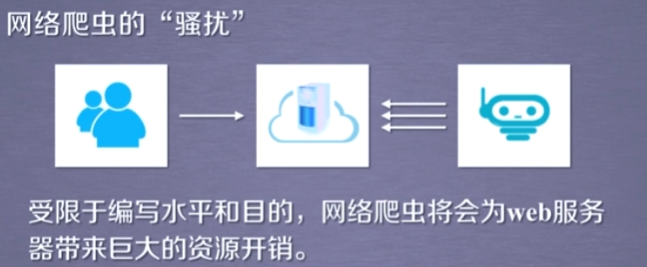 网络爬虫的“骚扰”
受限于编写水平和目的，网络爬虫将会为web服务
器带来巨大的资源开销。